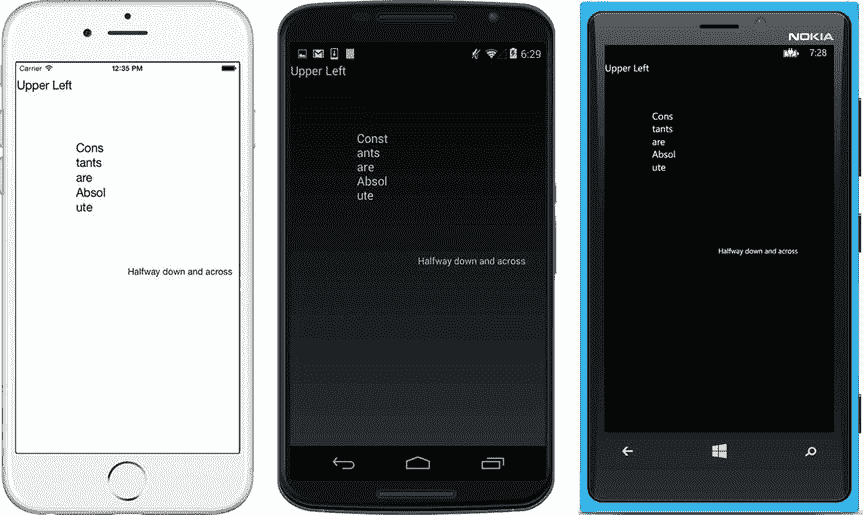 Carrier
12:35 PM
Upper Left
Cons
tants
are
Absol
ute
Halfway down and across
6:29
Upper Left
Const
ants
are
Absol
ute
Halfway down and across
NOKIA
7:28
Upper Left
Cons
tants
are
Absol
ute
Halfway down and across